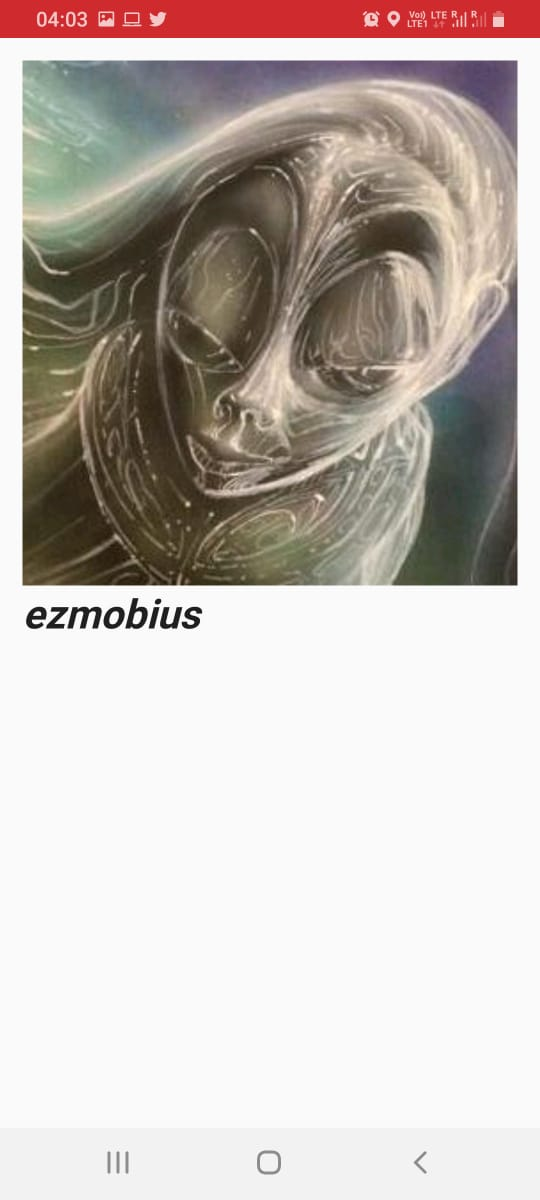 04:03
Vo) LTE R R
LTE1
ezmobius